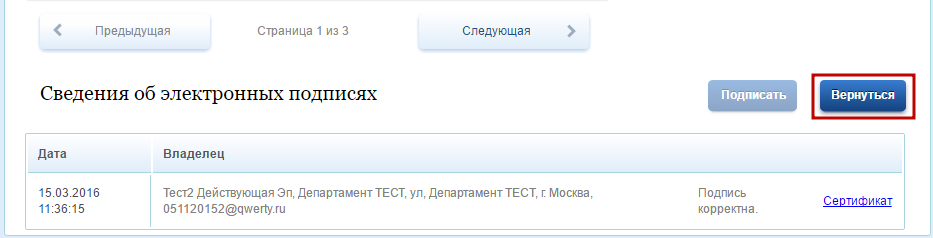 Предыдущая Страница 1 из 3 Следующая
Сведения об электронных подписях Подписать Вернуться
Дата Владелец
15.03.2016 Тест2 Действующая Эп, Департамент ТЕСТ, ул, Департамент ТЕСТ, г. Москва, Подпись Сертификат
11:36:15 051120152@qwerty.ru корректна.